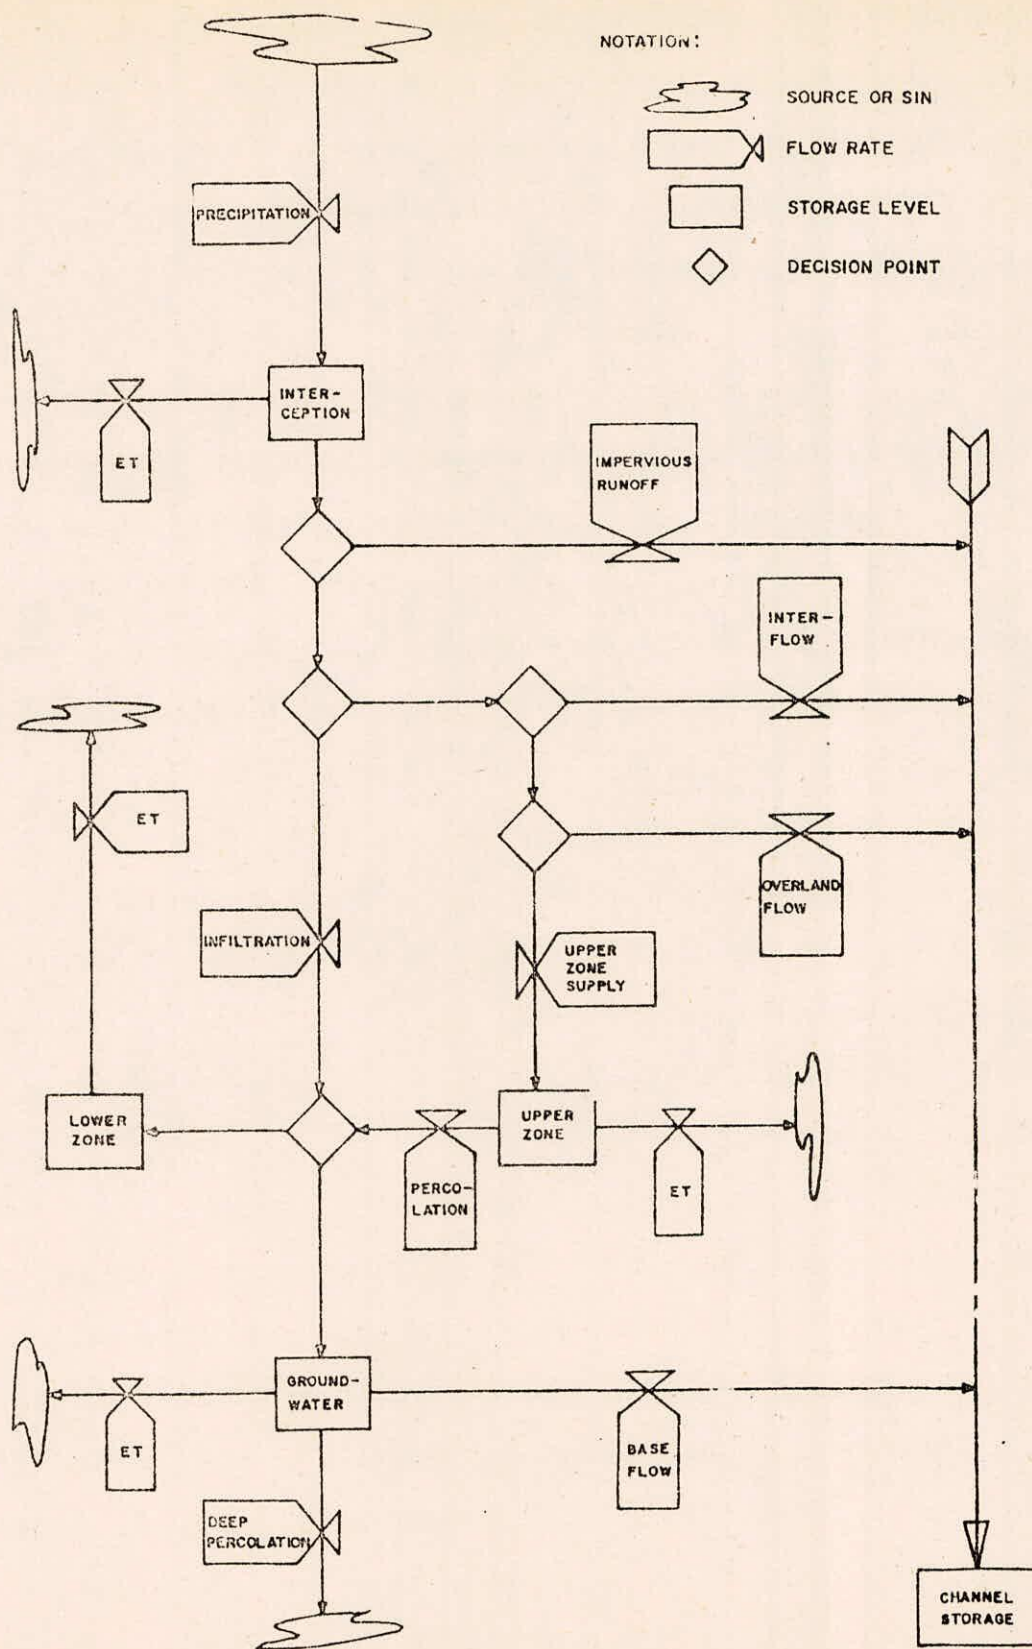 NOTATION:
SOURCE OR SIN
FLOW RATE
STORAGE LEVEL
DECISION POINT
PRECIPITATION
INTER-
CEPTION
ET
IMPERVIOUS
RUNOFF
INTER-
FLOW
ET
OVERLAND
FLOW
INFILTRATION
UPPER
ZONE
SUPPLY
LOWER
ZONE
UPPER
ZONE
PERCO-
LATION
ET
GROUND-
WATER
ET
BASE
FLOW
DEEP
PERCOLATION
CHANNEL
STORAGE